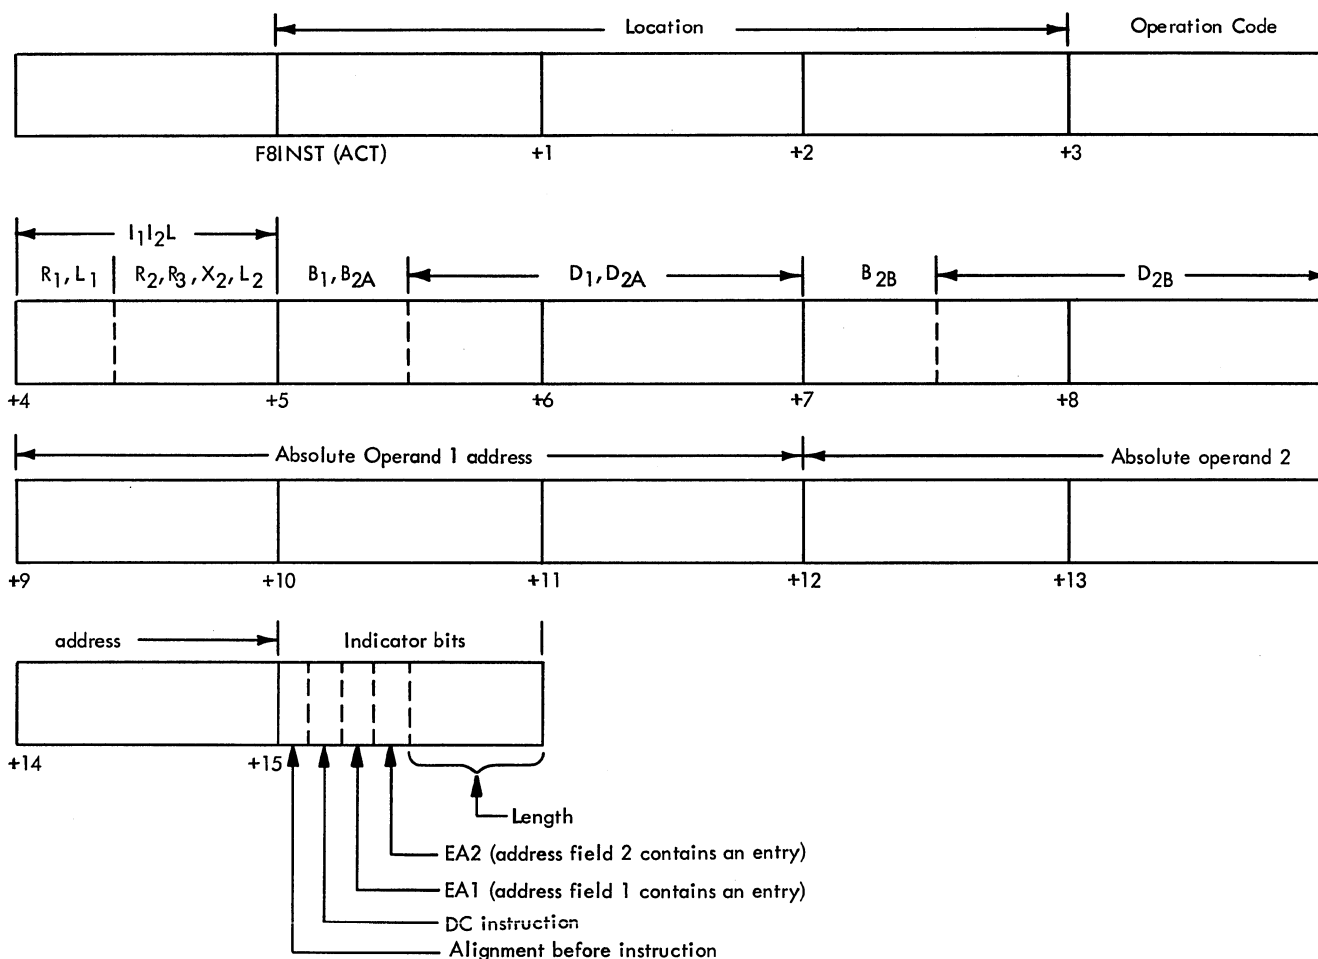 Location Operation Code
F8INST (ACT) +1 +2 +3
I1I2L
R1, L1 R2, R3, X2, L2 B1, B2A D1, D2A B2B D2B
+4 +5 +6 +7 +8
Absolute Operand 1 address Absolute operand 2
+9 +10 +11 +12 +13
address Indicator bits
+14 +15
Length
EA2 (address field 2 contains an entry)
EA1 (address field 1 contains an entry)
DC instruction
Alignment before instruction